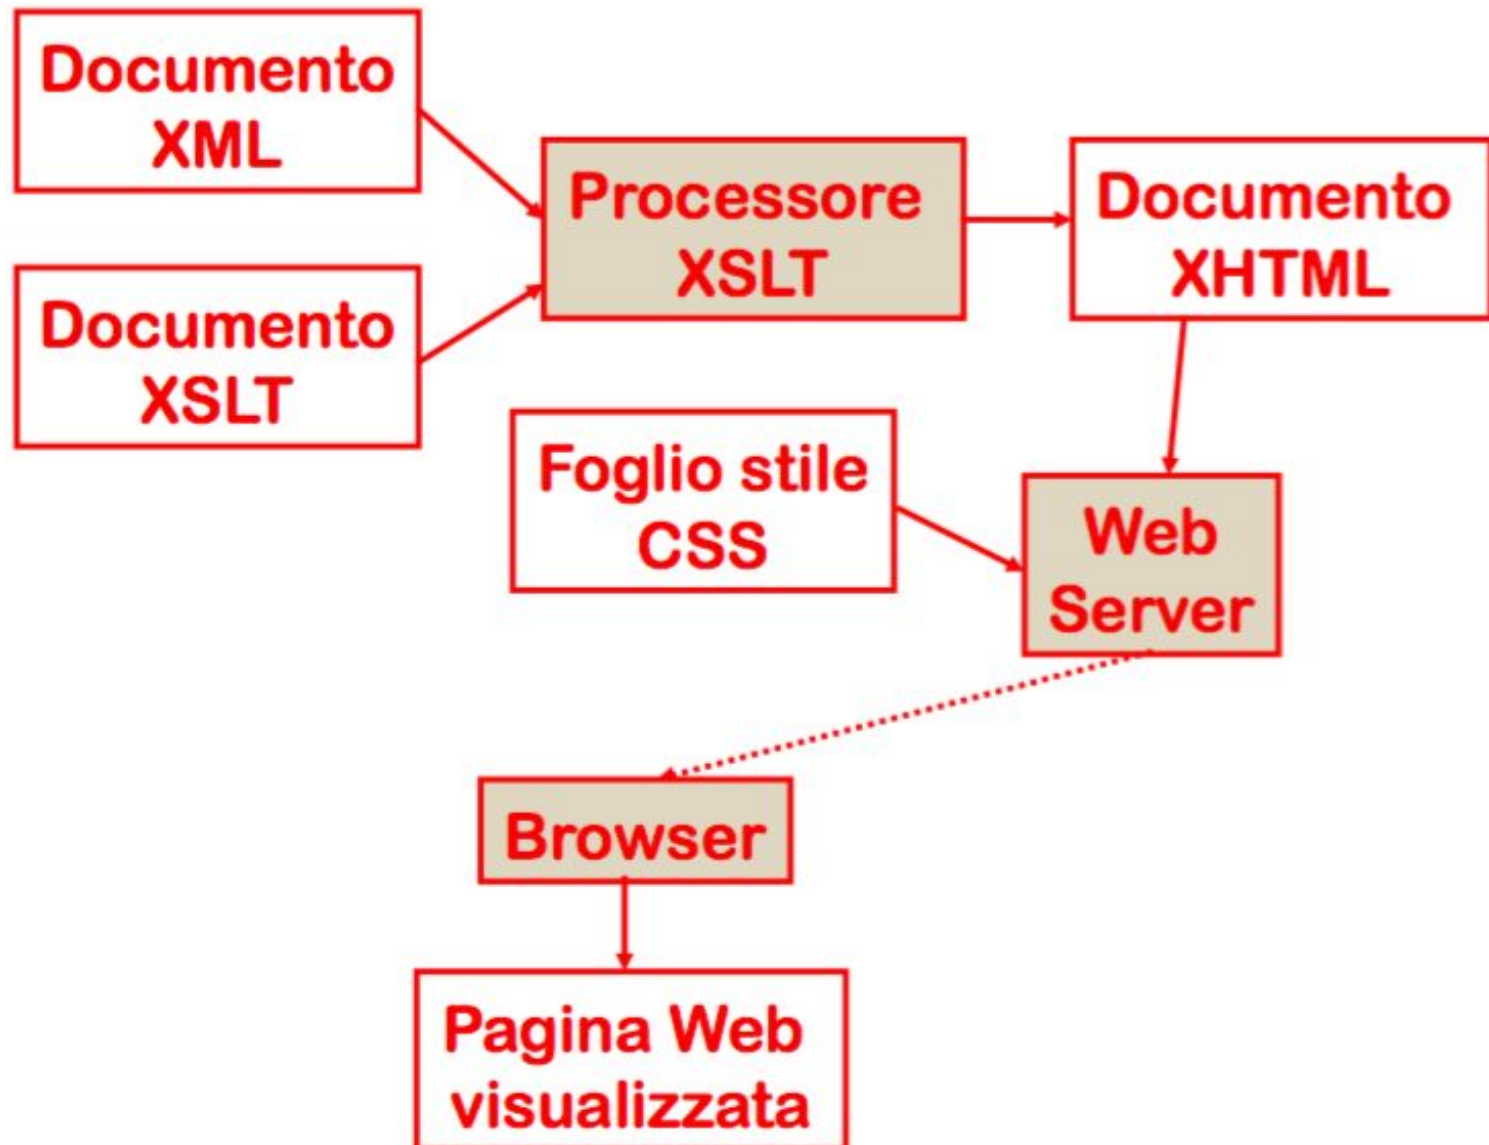 Documento
XML
Processore
XSLT
Documento
XHTML
Documento
XSLT
Foglio stile
CSS
Web
Server
Browser
Pagina Web
visualizzata